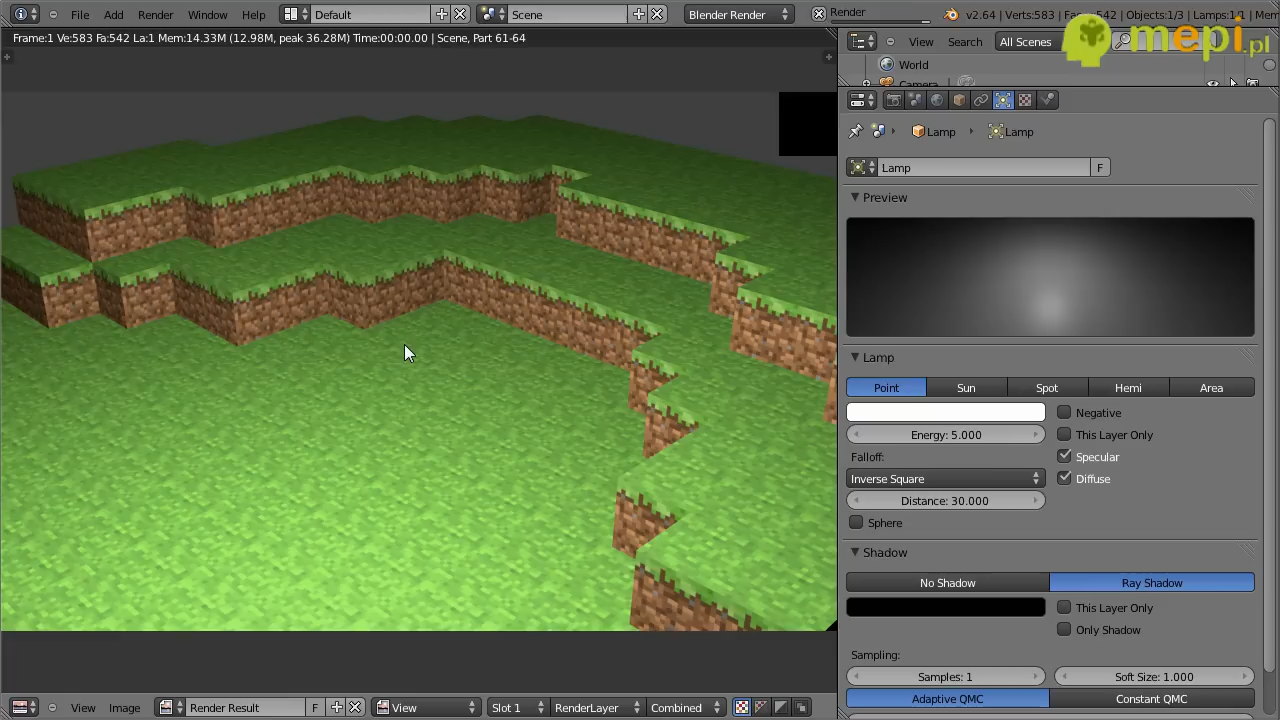 File Add Render Window Help Default Scene Blender Render Render v2.64 | Verts:583 | Objects:1/3 | Lamps:1/1 |
Frame:1 Ve:583 Fa:542 La:1 Mem:14.33M (12.98M, peak 36.28M) Time:00:00.00 | Scene, Part 61-64
mepi.pl
View Search All Scenes
World
Camera
Lamp Lamp
Lamp F
Preview
Lamp
Point Sun Spot Hemi Area
Negative
Energy: 5.000 This Layer Only
Falloff: Specular
Inverse Square Diffuse
Distance: 30.000
Sphere
Shadow
No Shadow Ray Shadow
This Layer Only
Only Shadow
Sampling:
Samples: 1 Soft Size: 1.000
Adaptive QMC Constant QMC
View Image Render Result F View Slot 1 RenderLayer Combined